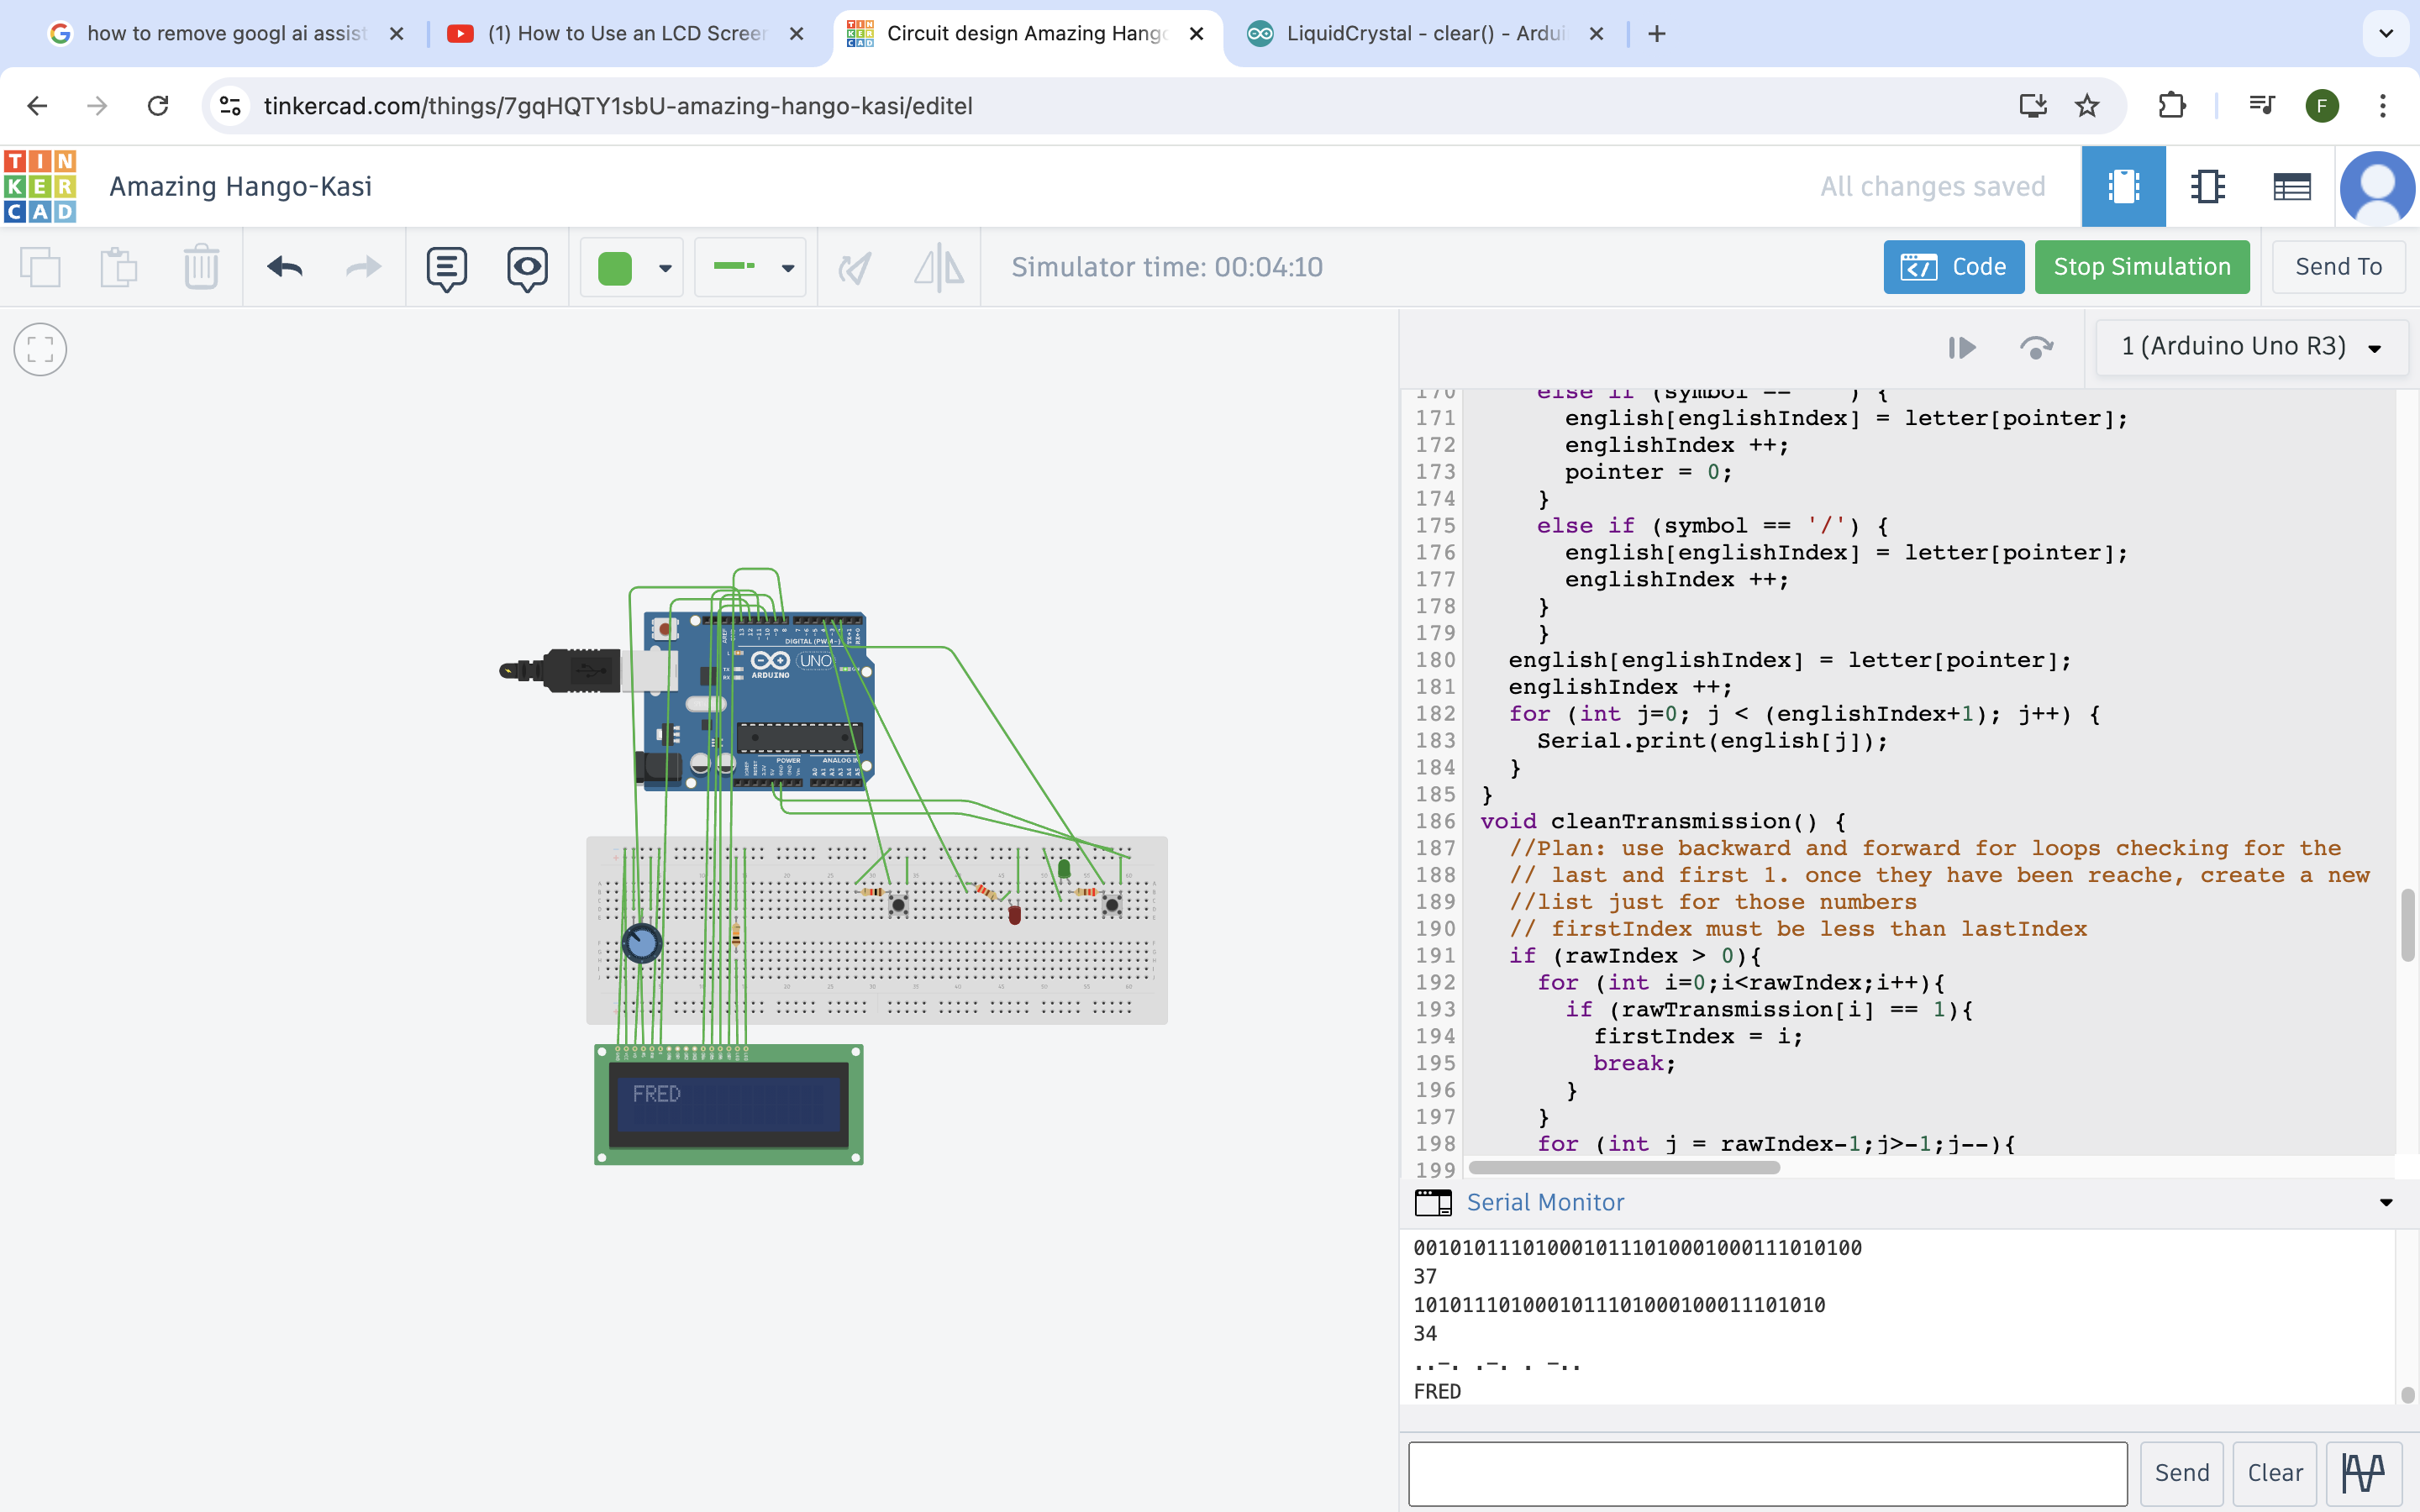 how to remove googl ai assist
(1) How to Use an LCD Screen
Circuit design Amazing Hang
LiquidCrystal - clear() - Ardui
tinkercad.com/things/7gqHQTY1sbU-amazing-hango-kasi/editel
F
TIN
KER
CAD
Amazing Hango-Kasi
All changes saved
Simulator time: 00:04:10
Code
Stop Simulation
Send To
1 (Arduino Uno R3)
170 else if (symbol == ' ') {
171 english[englishIndex] = letter[pointer];
172 englishIndex ++;
173 pointer = 0;
174 }
175 else if (symbol == '/') {
176 english[englishIndex] = letter[pointer];
177 englishIndex ++;
178 }
179 }
180 english[englishIndex] = letter[pointer];
181 englishIndex ++;
182 for (int j=0; j < (englishIndex+1); j++) {
183 Serial.print(english[j]);
184 }
185 }
186 void cleanTransmission() {
187 //Plan: use backward and forward for loops checking for the
188 // last and first 1. once they have been reache, create a new
189 //list just for those numbers
190 // firstIndex must be less than lastIndex
191 if (rawIndex > 0){
192 for (int i=0;i<rawIndex;i++){
193 if (rawTransmission[i] == 1){
194 firstIndex = i;
195 break;
196 }
197 }
198 for (int j = rawIndex-1;j>-1;j--){
199
DIGITAL (PWM~)
UNO
ARDUINO
POWER
ANALOG IN
FRED
Serial Monitor
0010101110100010111010001000111010100
37
1010111010001011101000100011101010
34
..-. .-. . -..
FRED
Send
Clear